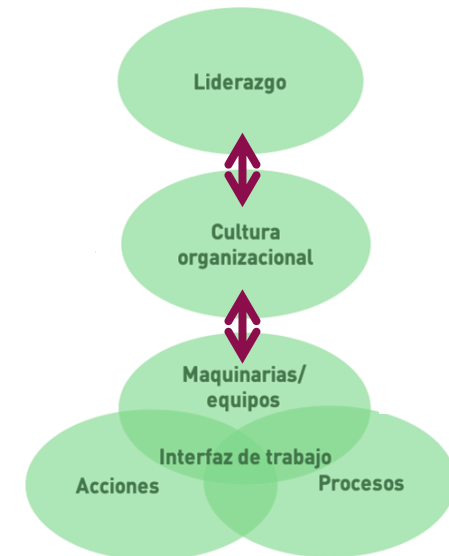 Liderazgo
Cultura
organizacional
Maquinarias/
equipos
Interfaz de trabajo
Acciones
Procesos